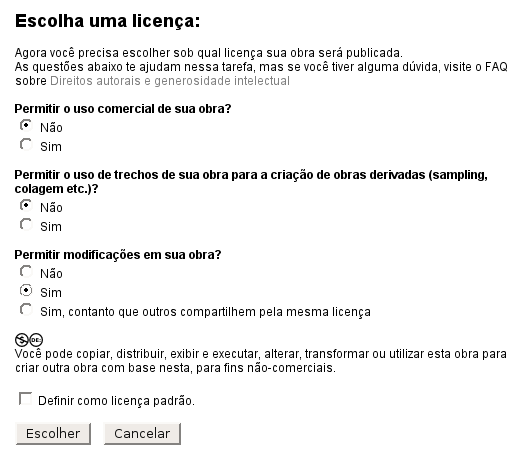 Escolha uma licença:
Agora você precisa escolher sob qual licença sua obra será publicada.
As questões abaixo te ajudam nessa tarefa, mas se você tiver alguma dúvida, visite o FAQ
sobre Direitos autorais e generosidade intelectual
Permitir o uso comercial de sua obra?
Não
Sim
Permitir o uso de trechos de sua obra para a criação de obras derivadas (sampling,
colagem etc.)?
Não
Sim
Permitir modificações em sua obra?
Não
Sim
Sim, contanto que outros compartilhem pela mesma licença
Você pode copiar, distribuir, exibir e executar, alterar, transformar ou utilizar esta obra para
criar outra obra com base nesta, para fins não-comerciais.
Definir como licença padrão.
Escolher Cancelar